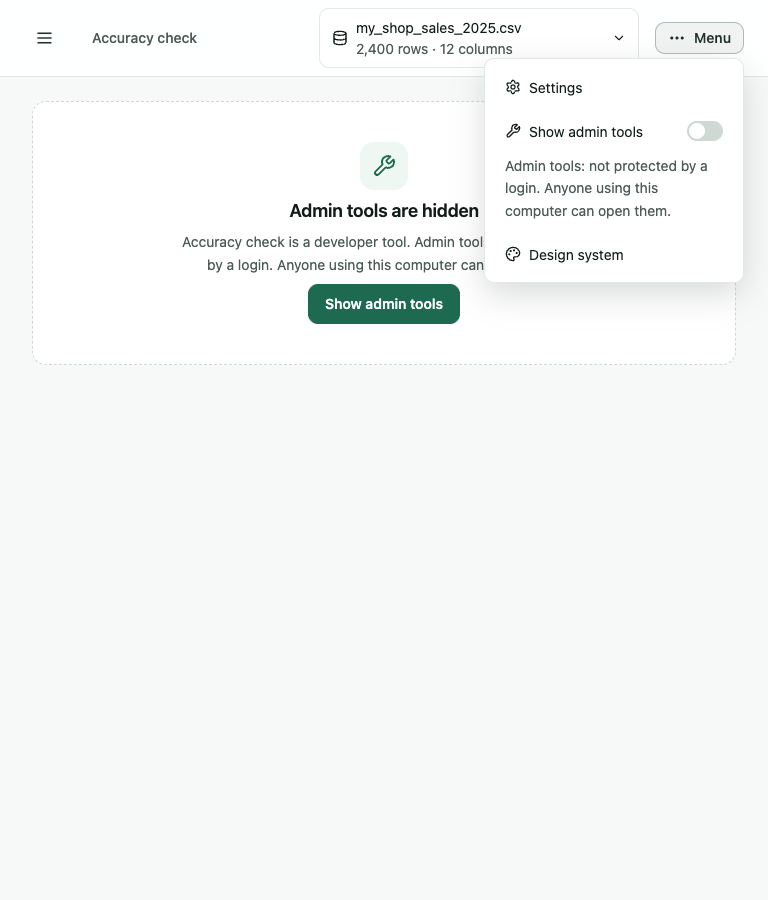 Accuracy check
my_shop_sales_2025.csv
2,400 rows · 12 columns
Menu
Settings
Show admin tools
Admin tools: not protected by a
login. Anyone using this
computer can open them.
Design system
Admin tools are hidden
Accuracy check is a developer tool. Admin tool
by a login. Anyone using this computer can
Show admin tools